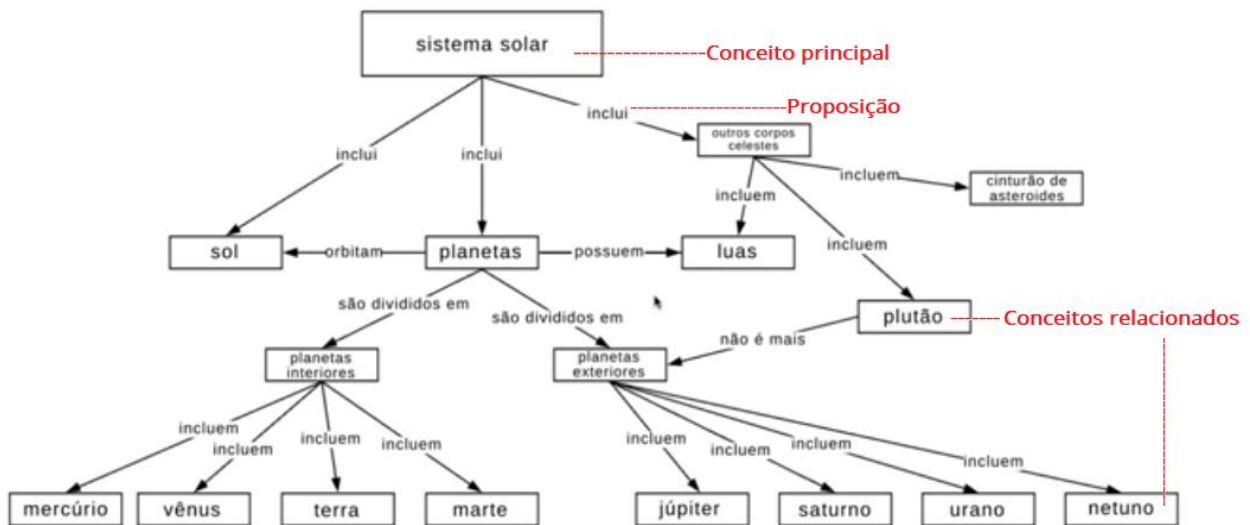 sistema solar
Conceito principal
Proposição
inclui
outros corpos
celestes
inclui
inclui
incluem
cinturão de
asteroides
incluem
sol
orbitam
planetas
possuem
luas
incluem
são divididos em
são divididos em
plutão
Conceitos relacionados
não é mais
planetas
interiores
planetas
exteriores
incluem
incluem
incluem
incluem
incluem
incluem
incluem
incluem
mercúrio
vênus
terra
marte
júpiter
saturno
urano
netuno